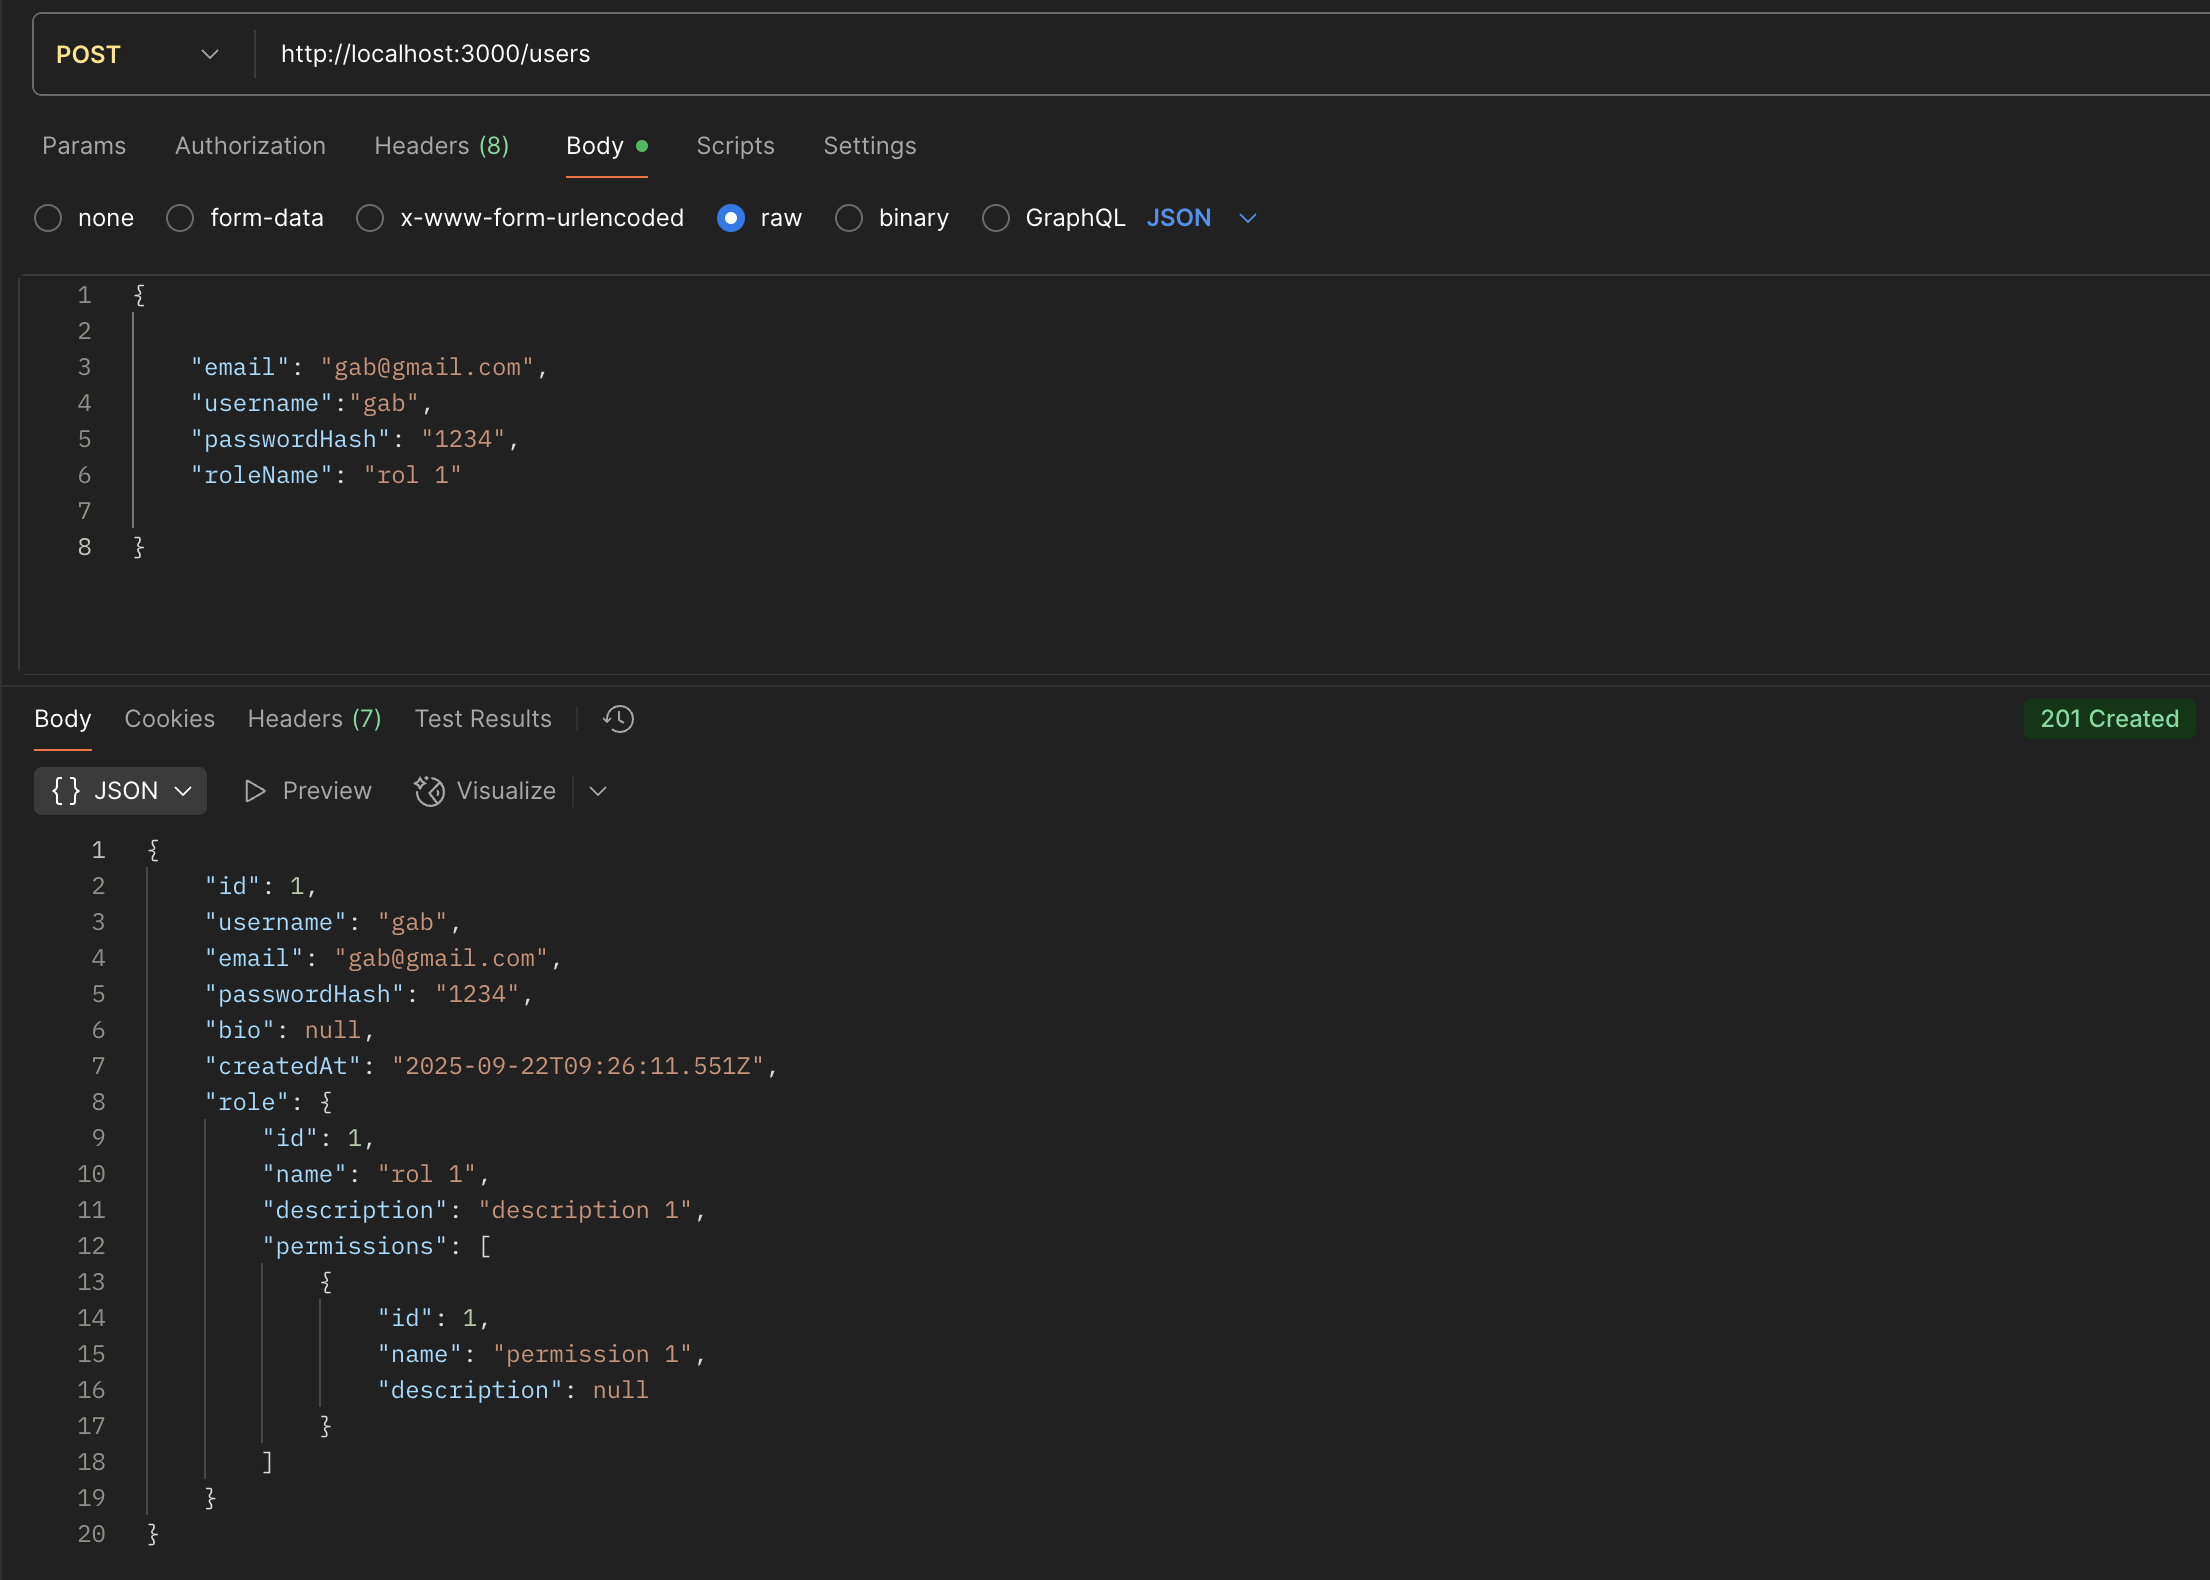 POST http://localhost:3000/users
Params Authorization Headers (8) Body Scripts Settings
none form-data x-www-form-urlencoded raw binary GraphQL JSON
1 {
2
3 "email": "gab@gmail.com",
4 "username":"gab",
5 "passwordHash": "1234",
6 "roleName": "rol 1"
7
8 }
Body Cookies Headers (7) Test Results 201 Created
{} JSON Preview Visualize
1 {
2 "id": 1,
3 "username": "gab",
4 "email": "gab@gmail.com",
5 "passwordHash": "1234",
6 "bio": null,
7 "createdAt": "2025-09-22T09:26:11.551Z",
8 "role": {
9 "id": 1,
10 "name": "rol 1",
11 "description": "description 1",
12 "permissions": [
13 {
14 "id": 1,
15 "name": "permission 1",
16 "description": null
17 }
18 ]
19 }
20 }